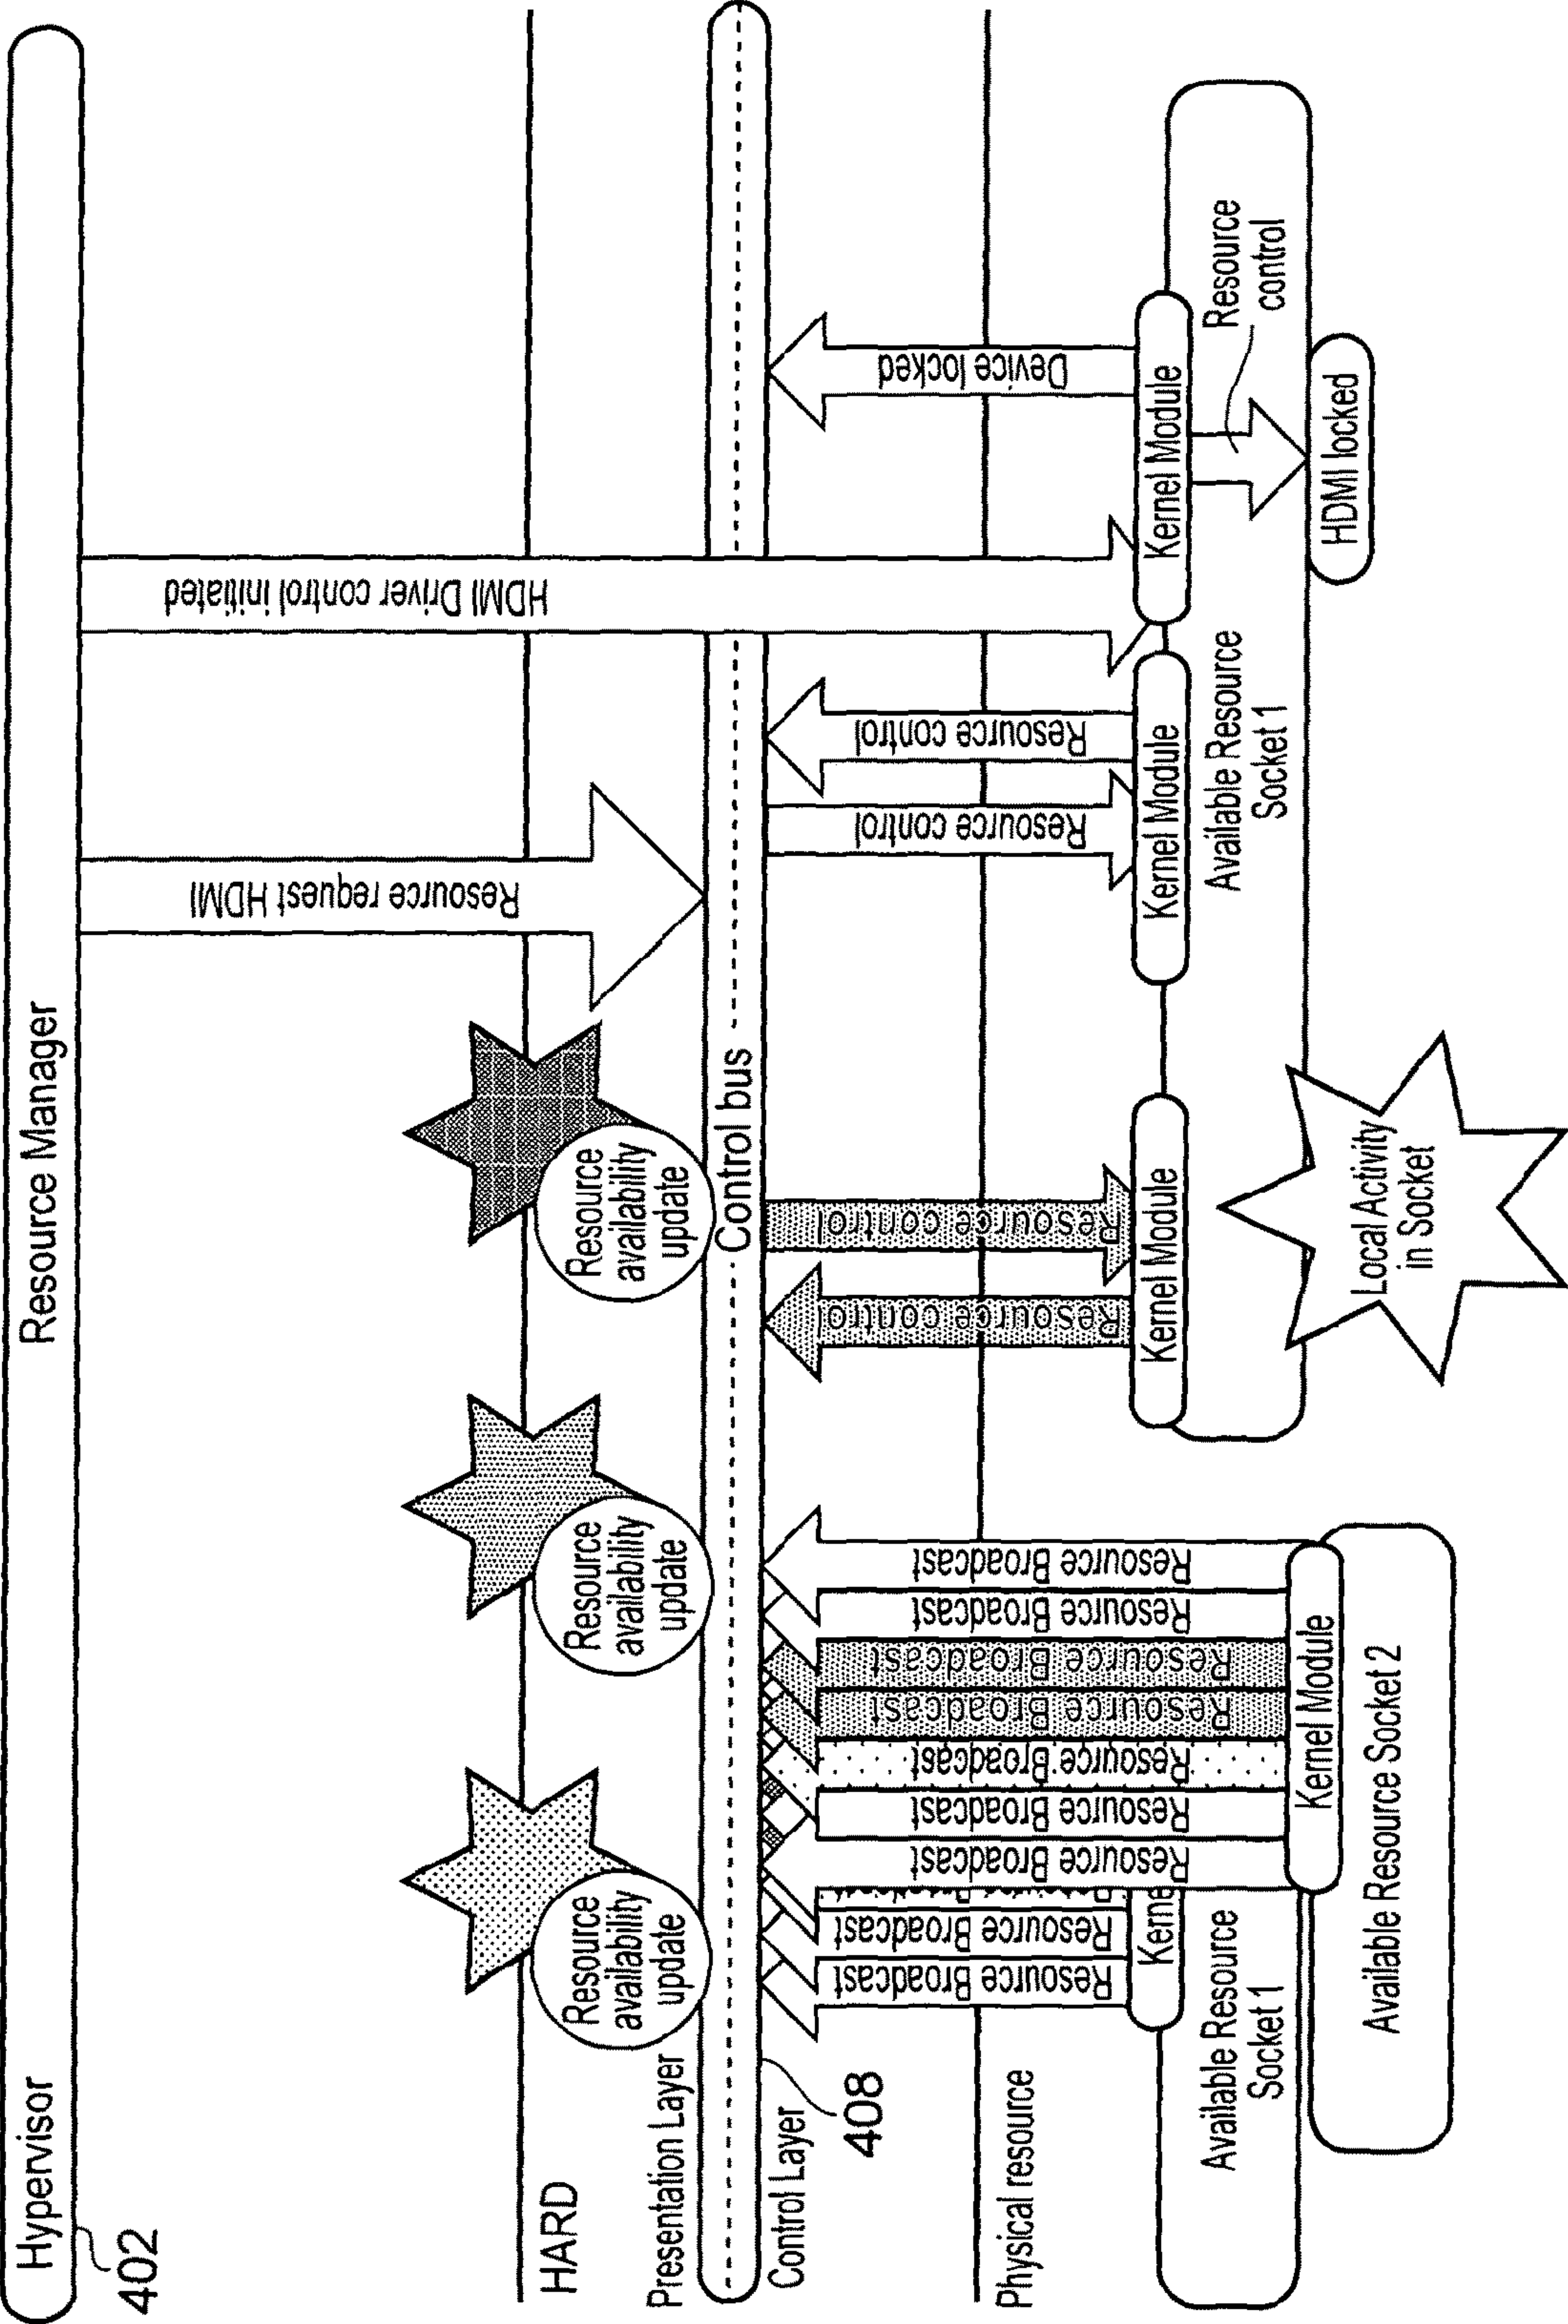 Hypervisor
Resource Manager
402
HARD
Resource
availability
update
Resource
availability
update
Resource
availability
update
Resource request HDMI
HDMI Driver control initiated
Presentation Layer
Control bus
Control Layer
408
Resource Broadcast
Resource Broadcast
Resource Broadcast
Resource Broadcast
Resource Broadcast
Resource Broadcast
Resource Broadcast
Resource Broadcast
Resource Broadcast
Resource control
Resource control
Resource control
Resource control
Device locked
Physical resource
Kerne
Kernel Module
Kernel Module
Kernel Module
Kernel Module
Available Resource
Socket 1
Available Resource Socket 2
Local Activity
in Socket
Available Resource
Socket 1
Resource
control
HDMI locked